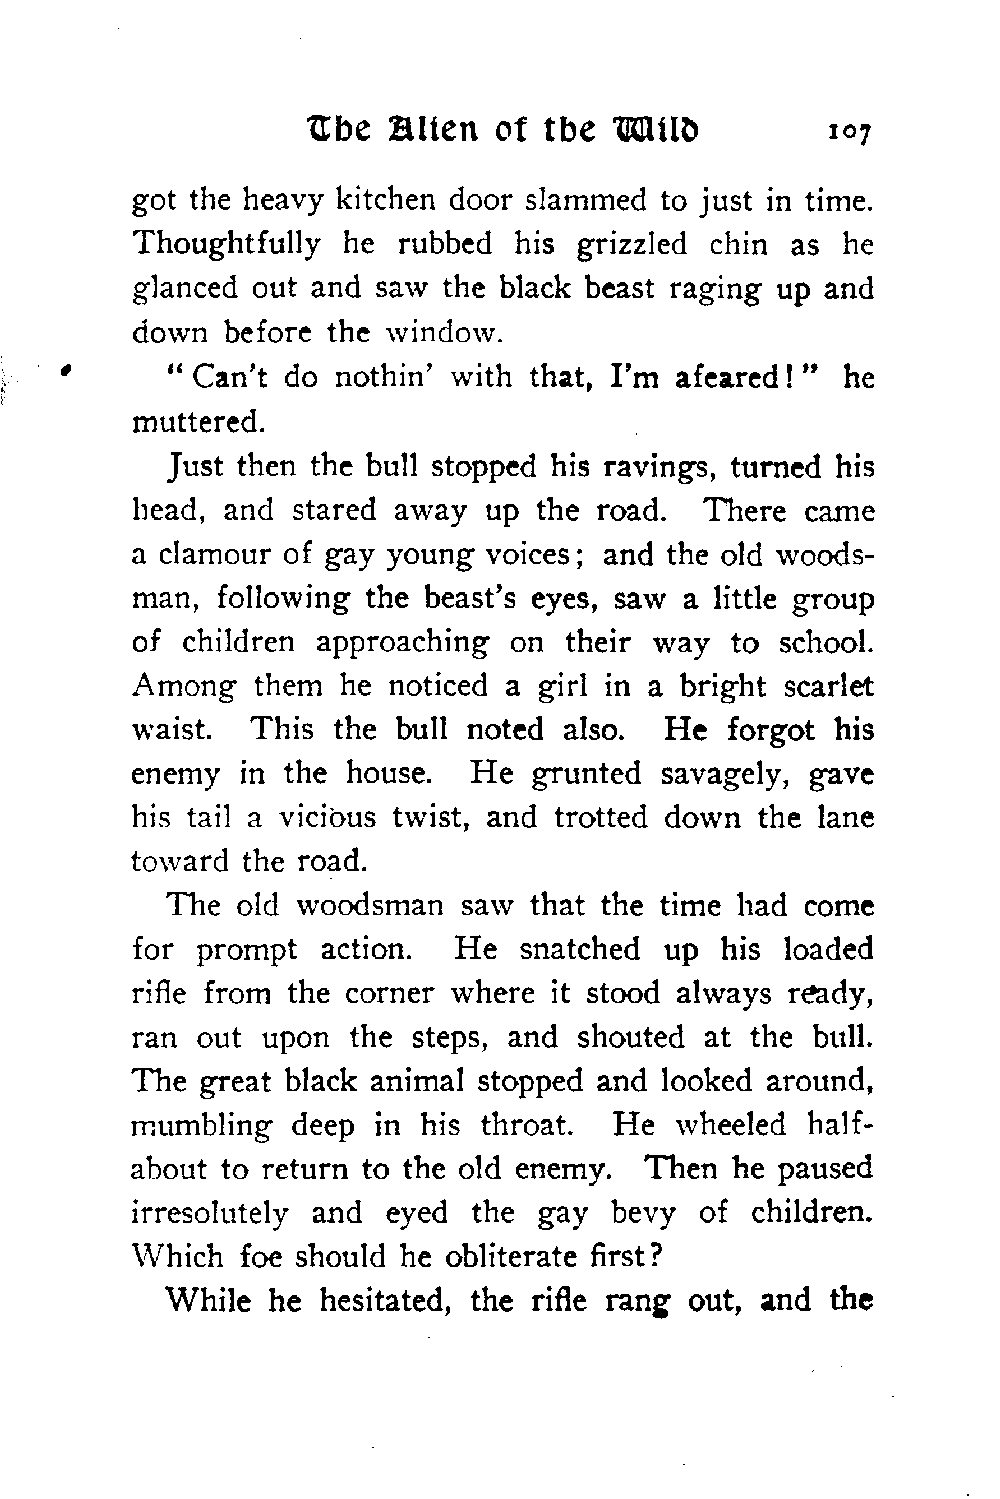 The Alien of the Wild 107
got the heavy kitchen door slammed to just in time.
Thoughtfully he rubbed his grizzled chin as he
glanced out and saw the black beast raging up and
down before the window.
“Can't do nothin' with that, I'm afeared!” he
muttered.
Just then the bull stopped his ravings, turned his
head, and stared away up the road. There came
a clamour of gay young voices; and the old woods-
man, following the beast's eyes, saw a little group
of children approaching on their way to school.
Among them he noticed a girl in a bright scarlet
waist. This the bull noted also. He forgot his
enemy in the house. He grunted savagely, gave
his tail a vicious twist, and trotted down the lane
toward the road.
The old woodsman saw that the time had come
for prompt action. He snatched up his loaded
rifle from the corner where it stood always ready,
ran out upon the steps, and shouted at the bull.
The great black animal stopped and looked around,
mumbling deep in his throat. He wheeled half-
about to return to the old enemy. Then he paused
irresolutely and eyed the gay bevy of children.
Which foe should he obliterate first?
While he hesitated, the rifle rang out, and the